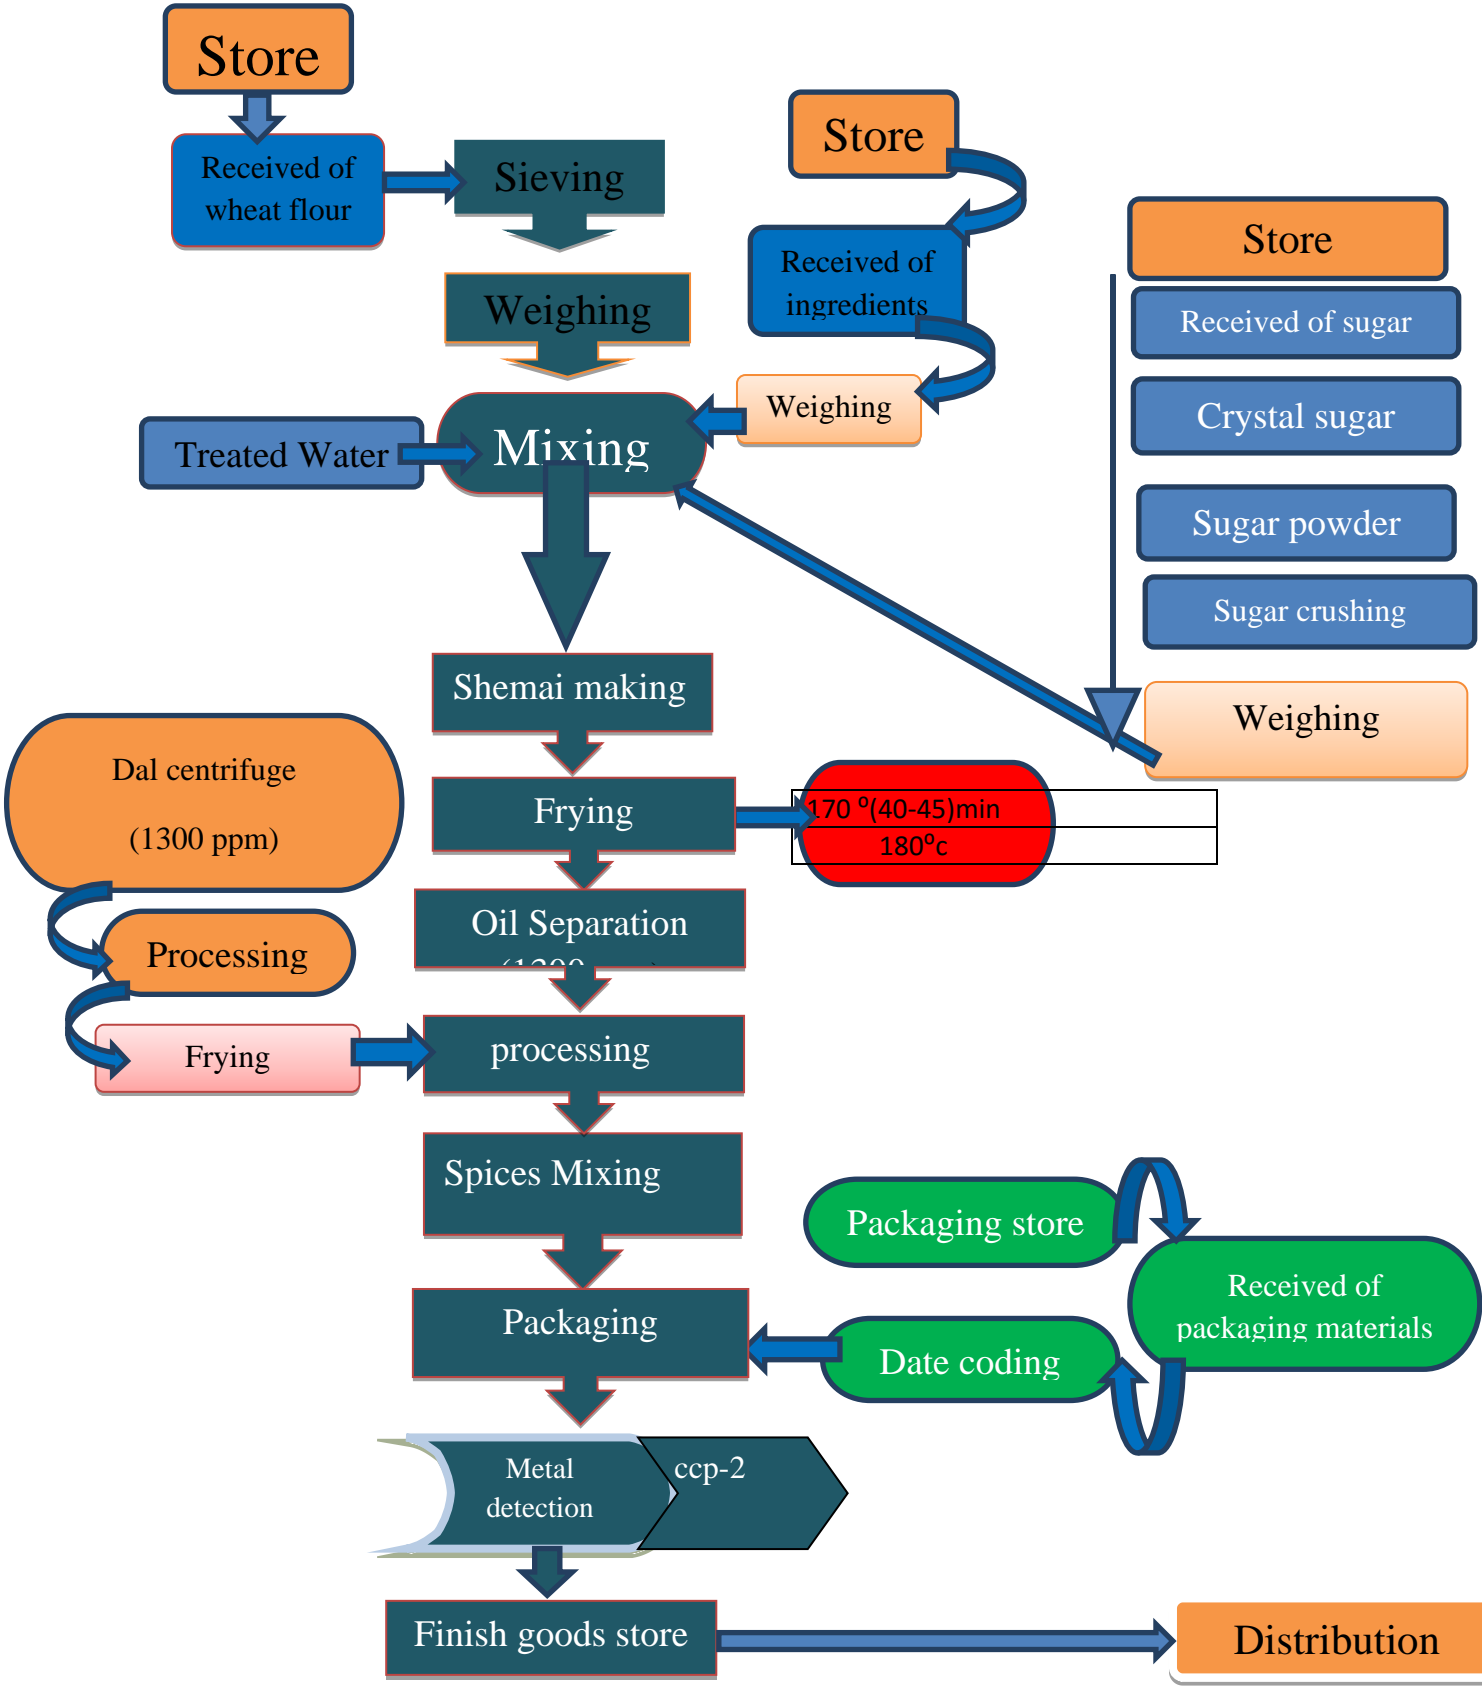 Store
Received of
wheat flour
Sieving
Store
Received of
ingredients
Store
Received of sugar
Crystal sugar
Sugar powder
Sugar crushing
Weighing
Weighing
Weighing
Treated Water
Mixing
Shemai making
Dal centrifuge
(1300 ppm)
Frying
170 ⁰(40-45)min
180⁰c
Oil Separation
Processing
Frying
processing
Spices Mixing
Packaging store
Received of
packaging materials
Packaging
Date coding
Metal
detection
ccp-2
Finish goods store
Distribution